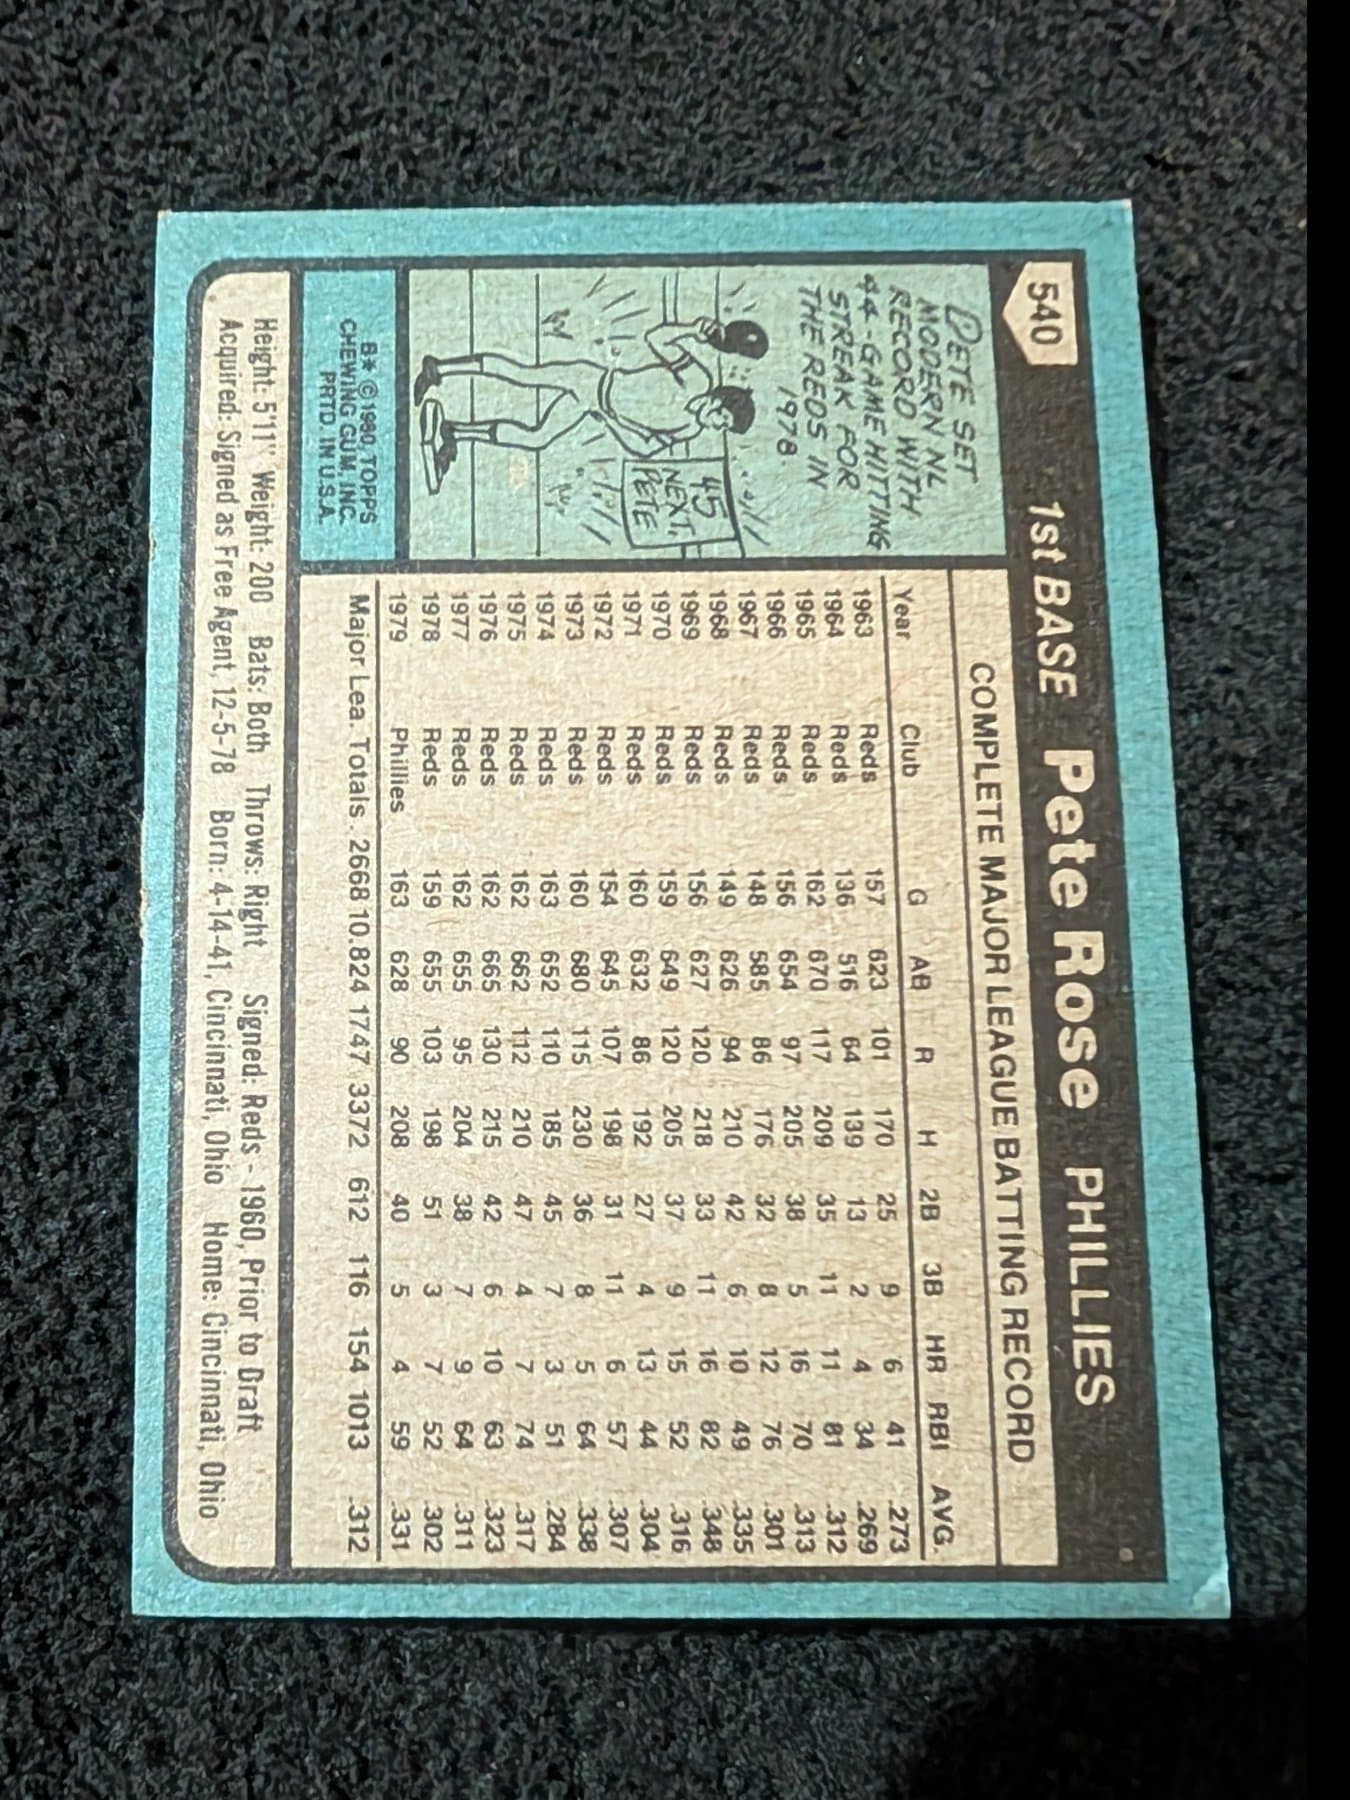 540 1st BASE Pete Rose PHILLIES
PETE SET
MODERN NL
RECORD WITH
44-GAME HITTING
STREAK FOR
THE REDS IN
1978.
45
NEXT,
PETE
B* © 1980 TOPPS
CHEWING GUM, INC.
PRTD. IN U.S.A.
COMPLETE MAJOR LEAGUE BATTING RECORD
Year Club G AB R H 2B 3B HR RBI AVG.
1963 Reds 157 623 101 170 25 9 6 41 .273
1964 Reds 136 516 64 139 13 2 4 34 .269
1965 Reds 162 670 117 209 35 11 11 81 .312
1966 Reds 156 654 97 205 38 5 16 70 .313
1967 Reds 148 585 86 176 32 8 12 76 .301
1968 Reds 149 626 94 210 42 6 10 49 .335
1969 Reds 156 627 120 218 33 11 16 82 .348
1970 Reds 159 649 120 205 37 9 15 52 .316
1971 Reds 160 632 86 192 27 4 13 44 .304
1972 Reds 154 645 107 198 31 11 6 57 .307
1973 Reds 160 680 115 230 36 8 5 64 .338
1974 Reds 163 652 110 185 45 7 3 51 .284
1975 Reds 162 662 112 210 47 4 7 74 .317
1976 Reds 162 665 130 215 42 6 10 63 .323
1977 Reds 162 655 95 204 38 7 9 64 .311
1978 Reds 159 655 103 198 51 3 7 52 .302
1979 Phillies 163 628 90 208 40 5 4 59 .331
Major Lea. Totals. 2668 10.824 1747 3372 612 116 154 1013 .312
Height: 5'11" Weight: 200 Bats: Both Throws: Right Signed: Reds - 1960, Prior to Draft
Acquired: Signed as Free Agent, 12-5-78 Born: 4-14-41, Cincinnati, Ohio Home: Cincinnati, Ohio